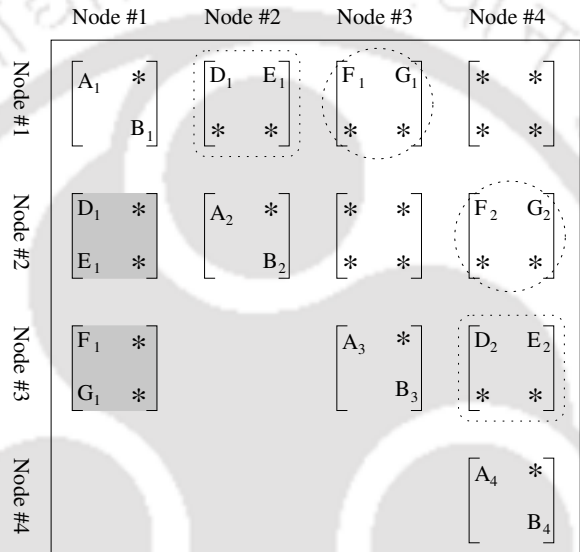 Node #1 Node #2 Node #3 Node #4
Node #1
A₁ * D₁ E₁ F₁ G₁ * *
B₁ * * * * * *
Node #2
D₁ * A₂ * * * F₂ G₂
E₁ * B₂ * * * *
Node #3
F₁ * A₃ * D₂ E₂
G₁ * B₃ * *
Node #4
A₄ *
B₄